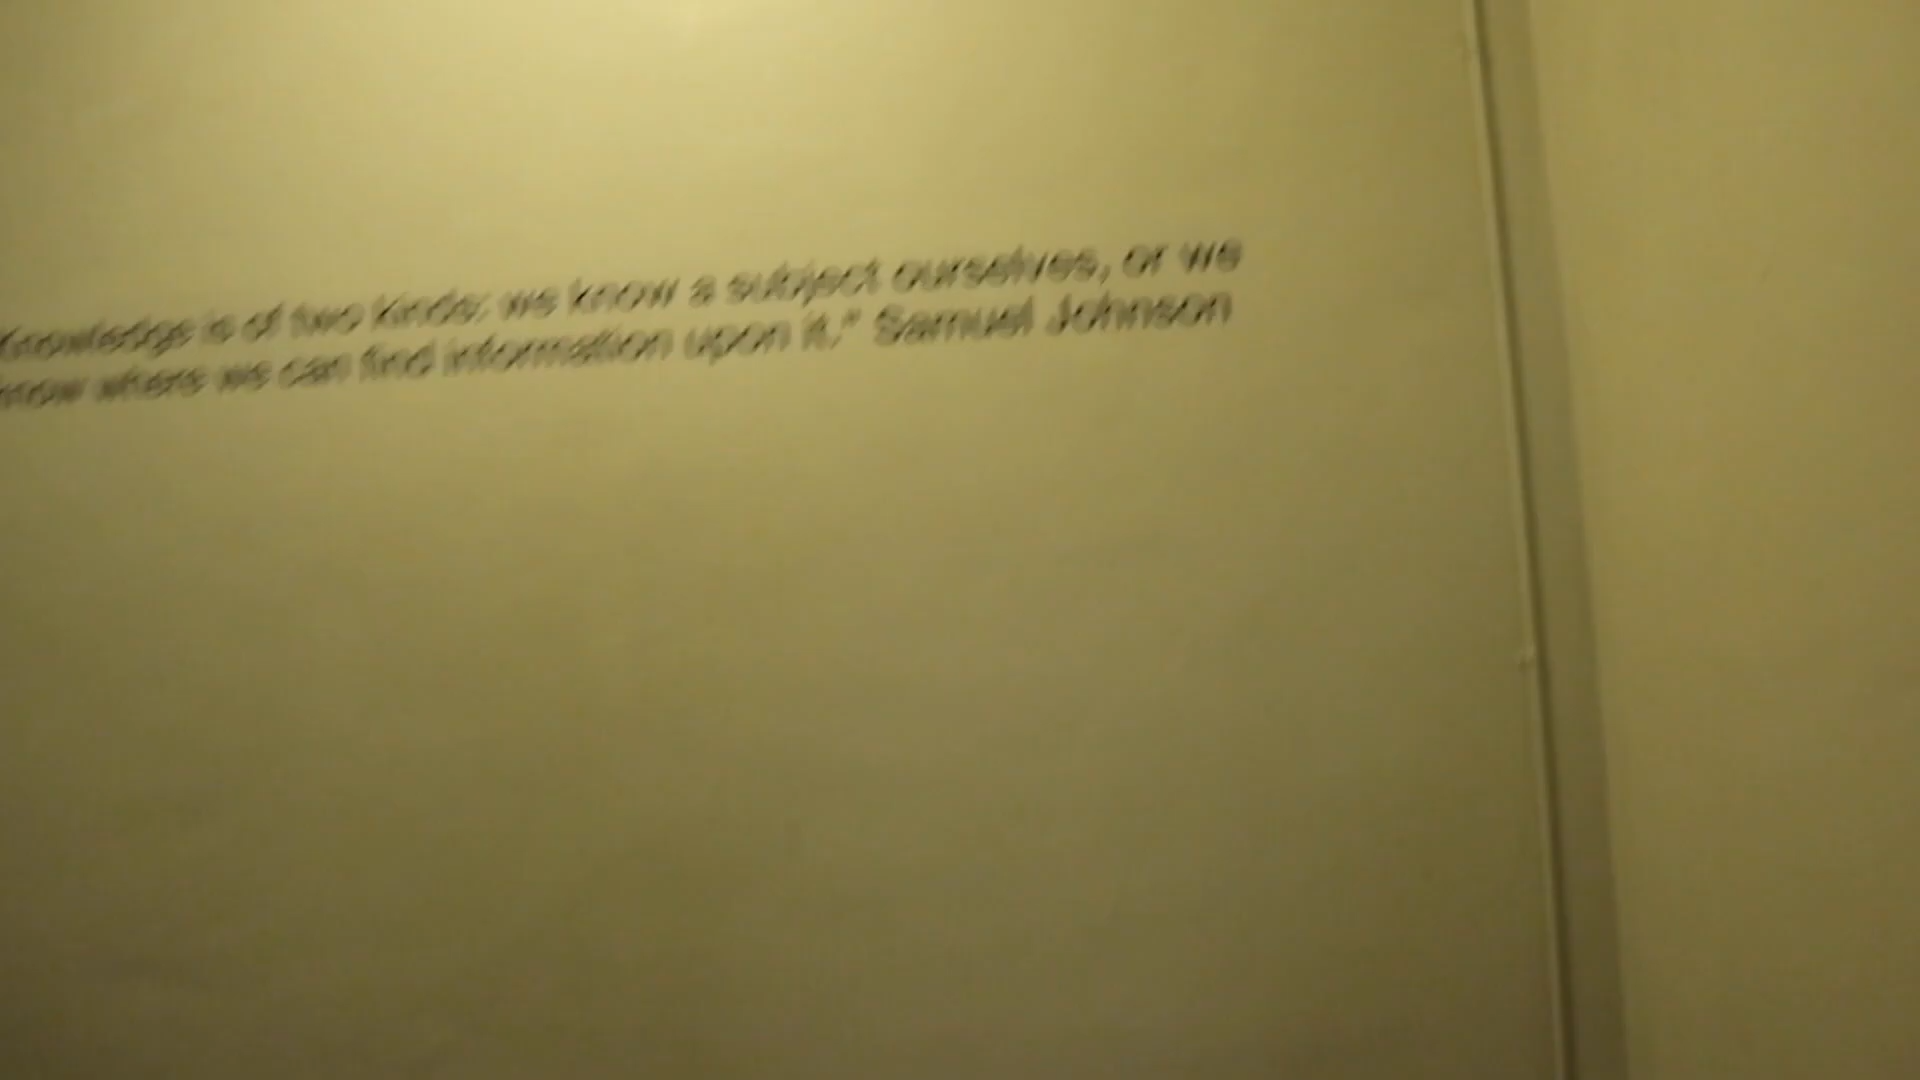 Knowledge is of two kinds: we know a subject ourselves, or we
know where we can find information upon it." Samuel Johnson